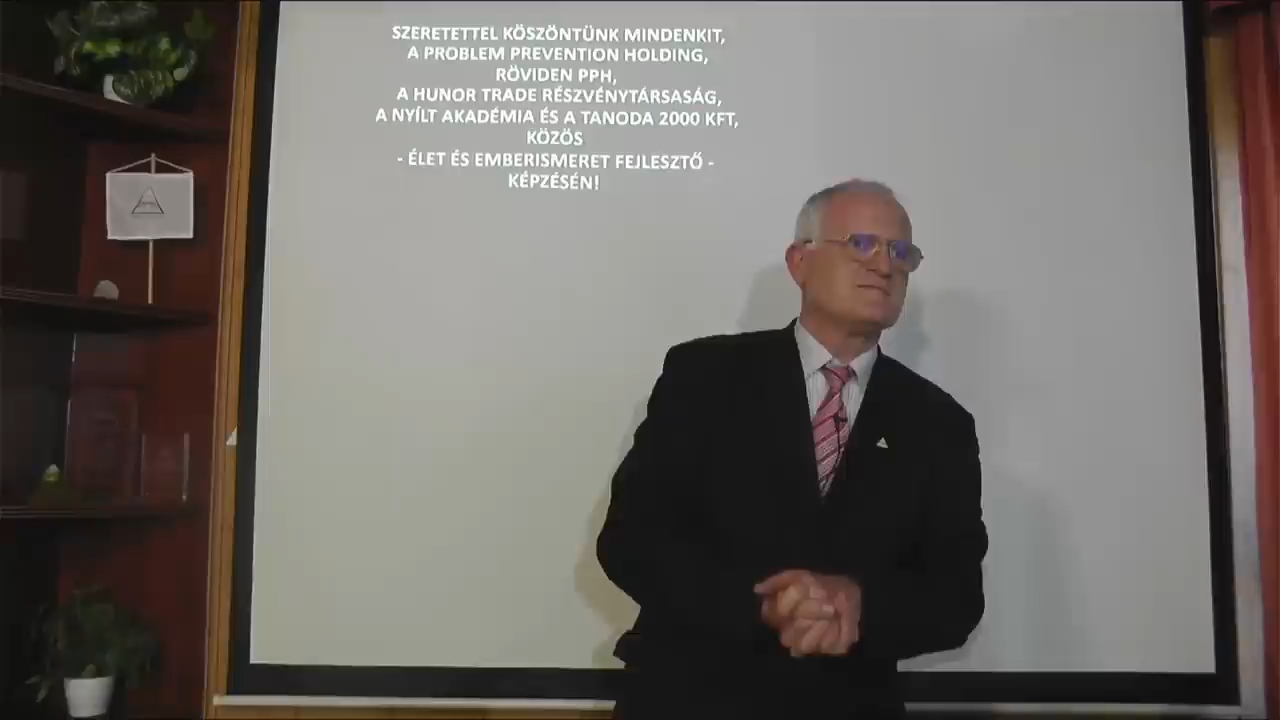 SZERETETTEL KÖSZÖNTÜNK MINDENKIT,
A PROBLEM PREVENTION HOLDING,
RÖVIDEN PPH,
A HUNOR TRADE RÉSZVÉNYTÁRSASÁG,
A NYÍLT AKADÉMIA ÉS A TANODA 2000 KFT,
KÖZÖS
- ÉLET ÉS EMBERISMERET FEJLESZTŐ -
KÉPZÉSÉN!